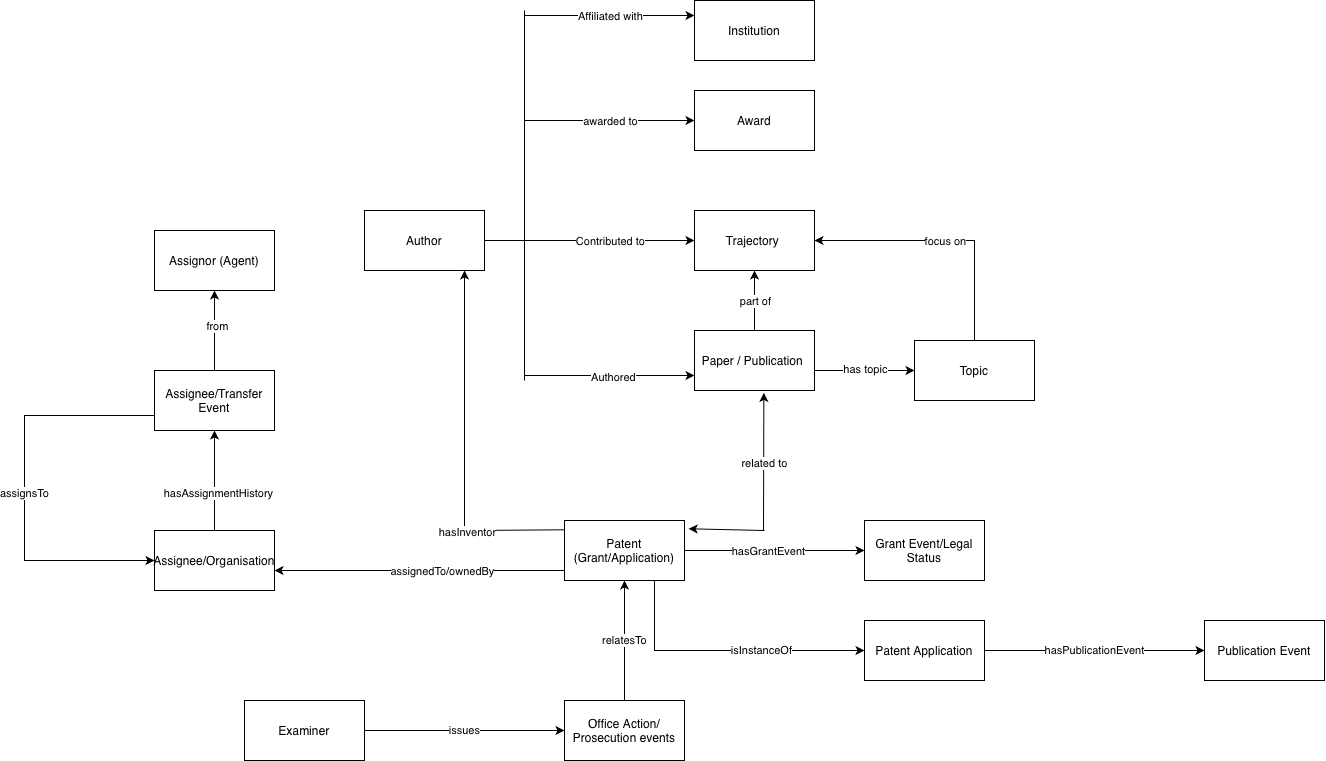 Affiliated with
Institution
awarded to
Award
Author
Contributed to
Trajectory
focus on
Assignor (Agent)
part of
from
Paper / Publication
has topic
Topic
Authored
Assignee/Transfer
Event
related to
assignsTo
hasAssignmentHistory
hasInventor
Patent
(Grant/Application)
hasGrantEvent
Grant Event/Legal
Status
Assignee/Organisation
assignedTo/ownedBy
relatesTo
isInstanceOf
Patent Application
hasPublicationEvent
Publication Event
Examiner
issues
Office Action/
Prosecution events